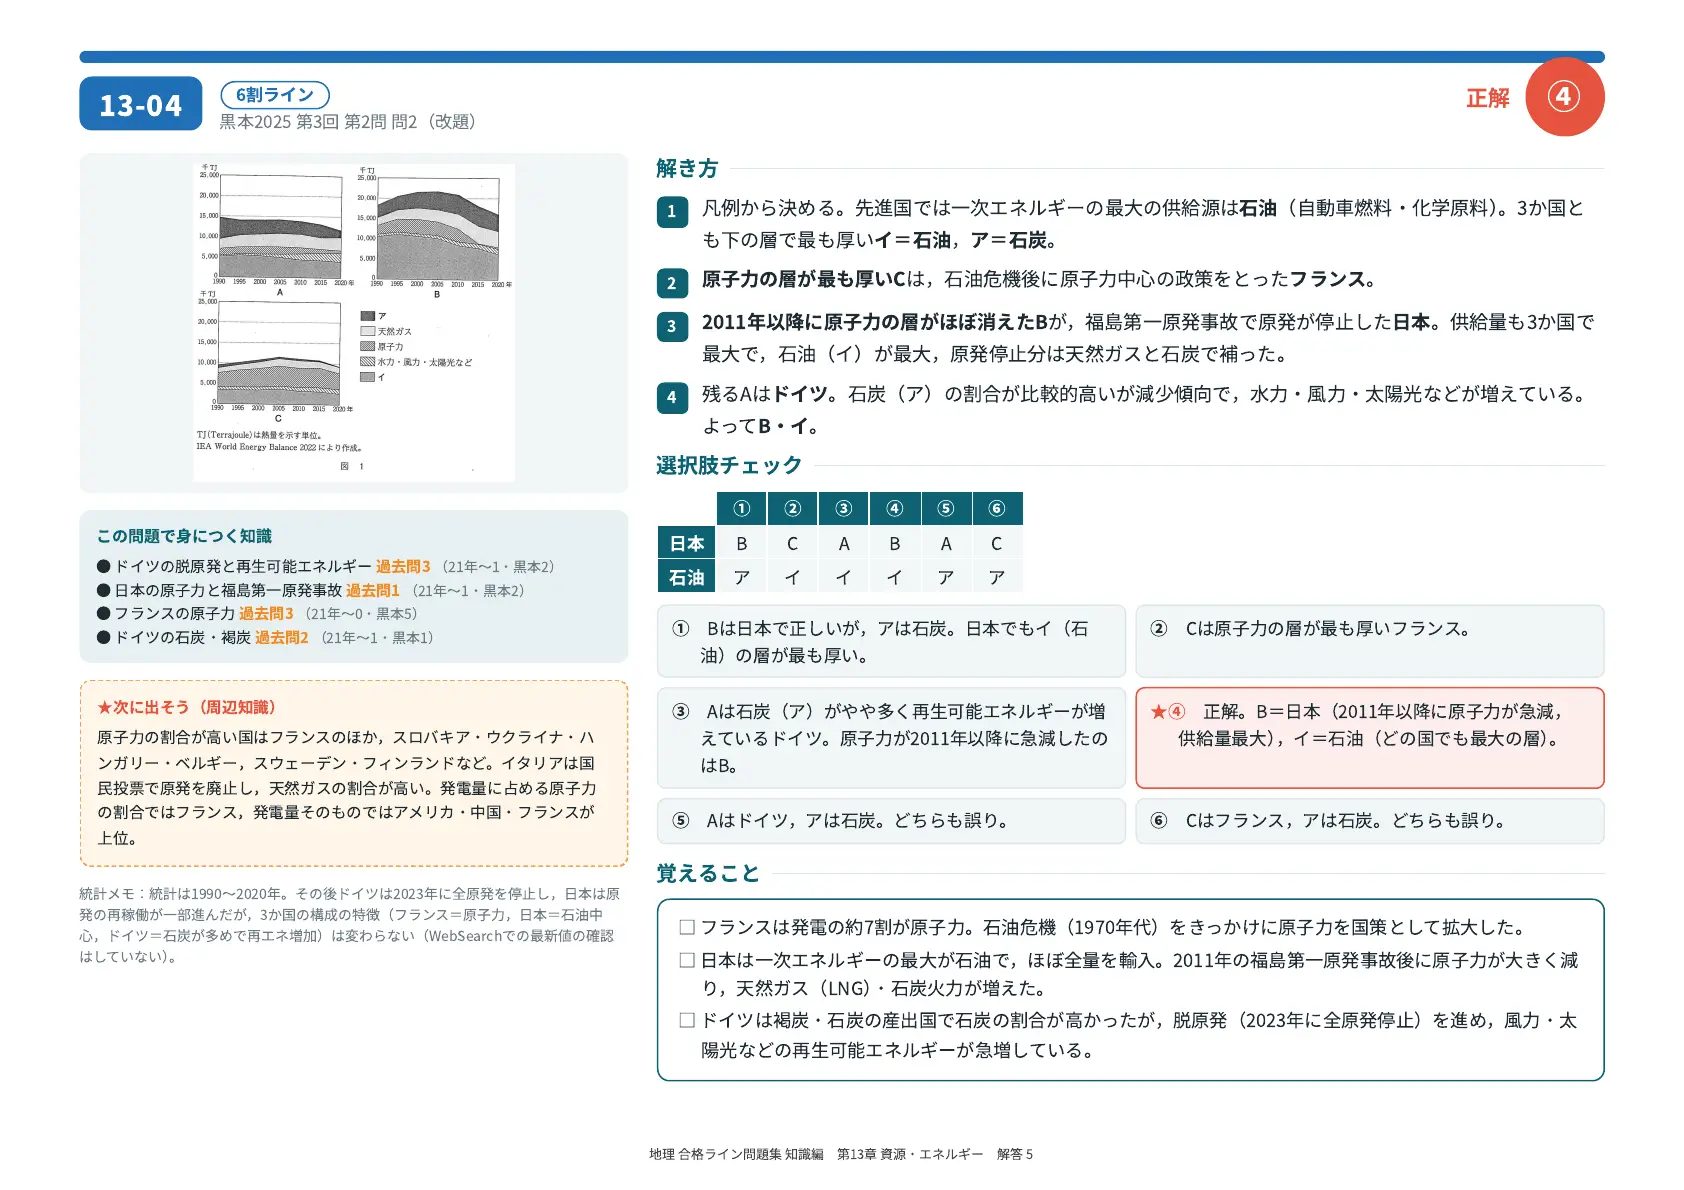 13-04
6割ライン
黒本2025 第3回 第2問 問2（改題）
正解 ④
千TJ
25,000
20,000
15,000
10,000
5,000
0
1990 1995 2000 2005 2010 2015 2020年
A
千TJ
25,000
20,000
15,000
10,000
5,000
0
1990 1995 2000 2005 2010 2015 2020年
B
千TJ
25,000
20,000
15,000
10,000
5,000
0
1990 1995 2000 2005 2010 2015 2020年
C
ア
天然ガス
原子力
水力・風力・太陽光など
イ
TJ（Terrajoule）は熱量を示す単位。
IEA World Energy Balance 2022により作成。
図 1
この問題で身につく知識
● ドイツの脱原発と再生可能エネルギー 過去問3 （21年〜1・黒本2）
● 日本の原子力と福島第一原発事故 過去問1 （21年〜1・黒本2）
● フランスの原子力 過去問3 （21年〜0・黒本5）
● ドイツの石炭・褐炭 過去問2 （21年〜1・黒本1）
★次に出そう（周辺知識）
原子力の割合が高い国はフランスのほか，スロバキア・ウクライナ・ハ
ンガリー・ベルギー，スウェーデン・フィンランドなど。イタリアは国
民投票で原発を廃止し，天然ガスの割合が高い。発電量に占める原子力
の割合ではフランス，発電量そのものではアメリカ・中国・フランスが
上位。
統計メモ：統計は1990〜2020年。その後ドイツは2023年に全原発を停止し，日本は原
発の再稼働が一部進んだが，3か国の構成の特徴（フランス＝原子力，日本＝石油中
心，ドイツ＝石炭が多めで再エネ増加）は変わらない（WebSearchでの最新値の確認
はしていない）。
解き方
1 凡例から決める。先進国では一次エネルギーの最大の供給源は石油（自動車燃料・化学原料）。3か国と
も下の層で最も厚いイ＝石油，ア＝石炭。
2 原子力の層が最も厚いCは，石油危機後に原子力中心の政策をとったフランス。
3 2011年以降に原子力の層がほぼ消えたBが，福島第一原発事故で原発が停止した日本。供給量も3か国で
最大で，石油（イ）が最大，原発停止分は天然ガスと石炭で補った。
4 残るAはドイツ。石炭（ア）の割合が比較的高いが減少傾向で，水力・風力・太陽光などが増えている。
よってB・イ。
選択肢チェック
① ② ③ ④ ⑤ ⑥
日本 B C A B A C
石油 ア イ イ イ ア ア
① Bは日本で正しいが，アは石炭。日本でもイ（石
油）の層が最も厚い。
② Cは原子力の層が最も厚いフランス。
③ Aは石炭（ア）がやや多く再生可能エネルギーが増
えているドイツ。原子力が2011年以降に急減したの
はB。
★④ 正解。B＝日本（2011年以降に原子力が急減，
供給量最大），イ＝石油（どの国でも最大の層）。
⑤ Aはドイツ，アは石炭。どちらも誤り。
⑥ Cはフランス，アは石炭。どちらも誤り。
覚えること
□ フランスは発電の約7割が原子力。石油危機（1970年代）をきっかけに原子力を国策として拡大した。
□ 日本は一次エネルギーの最大が石油で，ほぼ全量を輸入。2011年の福島第一原発事故後に原子力が大きく減
り，天然ガス（LNG）・石炭火力が増えた。
□ ドイツは褐炭・石炭の産出国で石炭の割合が高かったが，脱原発（2023年に全原発停止）を進め，風力・太
陽光などの再生可能エネルギーが急増している。
地理 合格ライン問題集 知識編 第13章 資源・エネルギー 解答 5